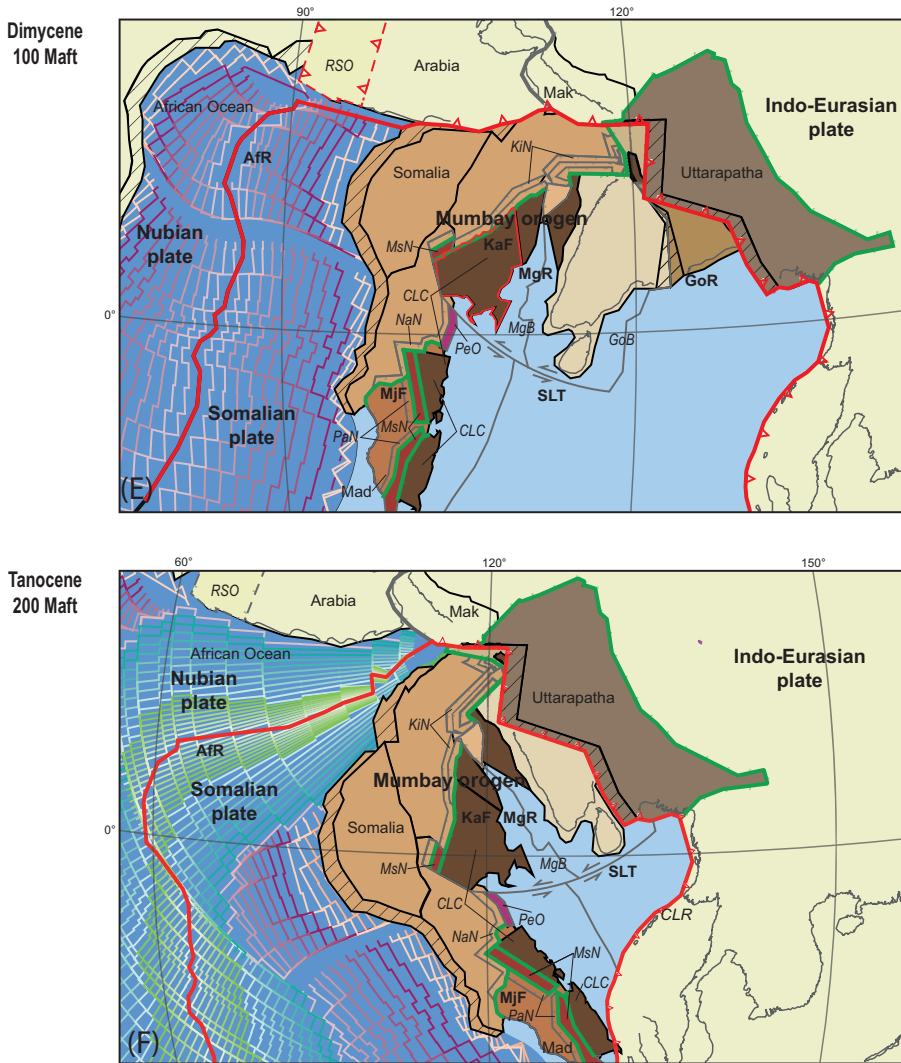 Dimycene
100 Maft
90°
120°
RSO
Arabia
Mak
Indo-Eurasian
plate
African Ocean
AfR
Somalia
KiN
Uttarapatha
Nubian
plate
Mumbay orogen
MsN
KaF
MgR
GoR
CLC
0°
NaN
MgB
GoB
PeO
SLT
MjF
Somalian
plate
PaN
MsN
CLC
Mad
(E)
Tanocene
200 Maft
60°
120°
150°
RSO
Arabia
Mak
African Ocean
Indo-Eurasian
plate
Nubian
plate
Uttarapatha
KiN
AfR
Mumbay orogen
Somalian
plate
KaF
MgR
Somalia
0°
MsN
MgB
SLT
CLC
PeO
CLR
NaN
MsN
CLC
MjF
PaN
Mad
(F)